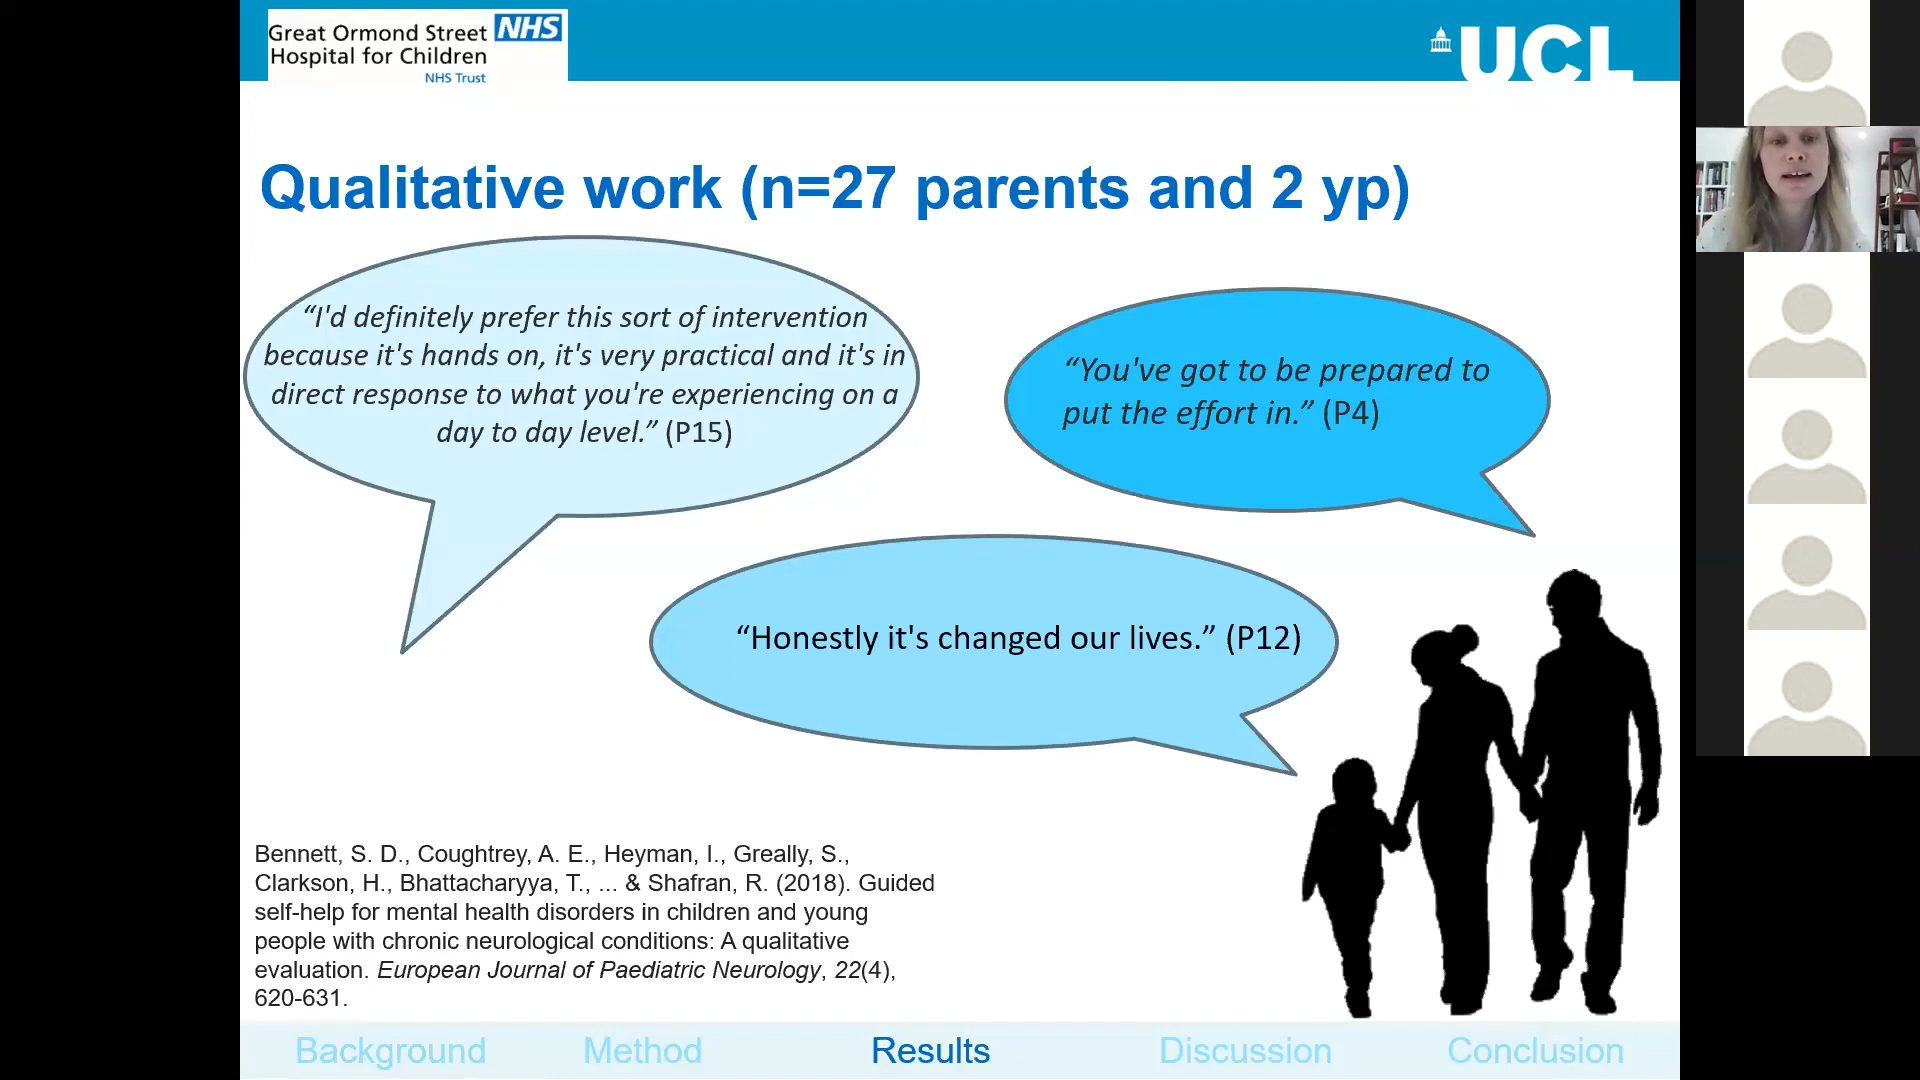 Great Ormond Street NHS
Hospital for Children
NHS Trust
UCL
Qualitative work (n=27 parents and 2 yp)
“I'd definitely prefer this sort of intervention
because it's hands on, it's very practical and it's in
direct response to what you're experiencing on a
day to day level.” (P15)
“You've got to be prepared to
put the effort in.” (P4)
“Honestly it's changed our lives.” (P12)
Bennett, S. D., Coughtrey, A. E., Heyman, I., Greally, S.,
Clarkson, H., Bhattacharyya, T., ... & Shafran, R. (2018). Guided
self-help for mental health disorders in children and young
people with chronic neurological conditions: A qualitative
evaluation. European Journal of Paediatric Neurology, 22(4),
620-631.
Background Method Results Discussion Conclusion